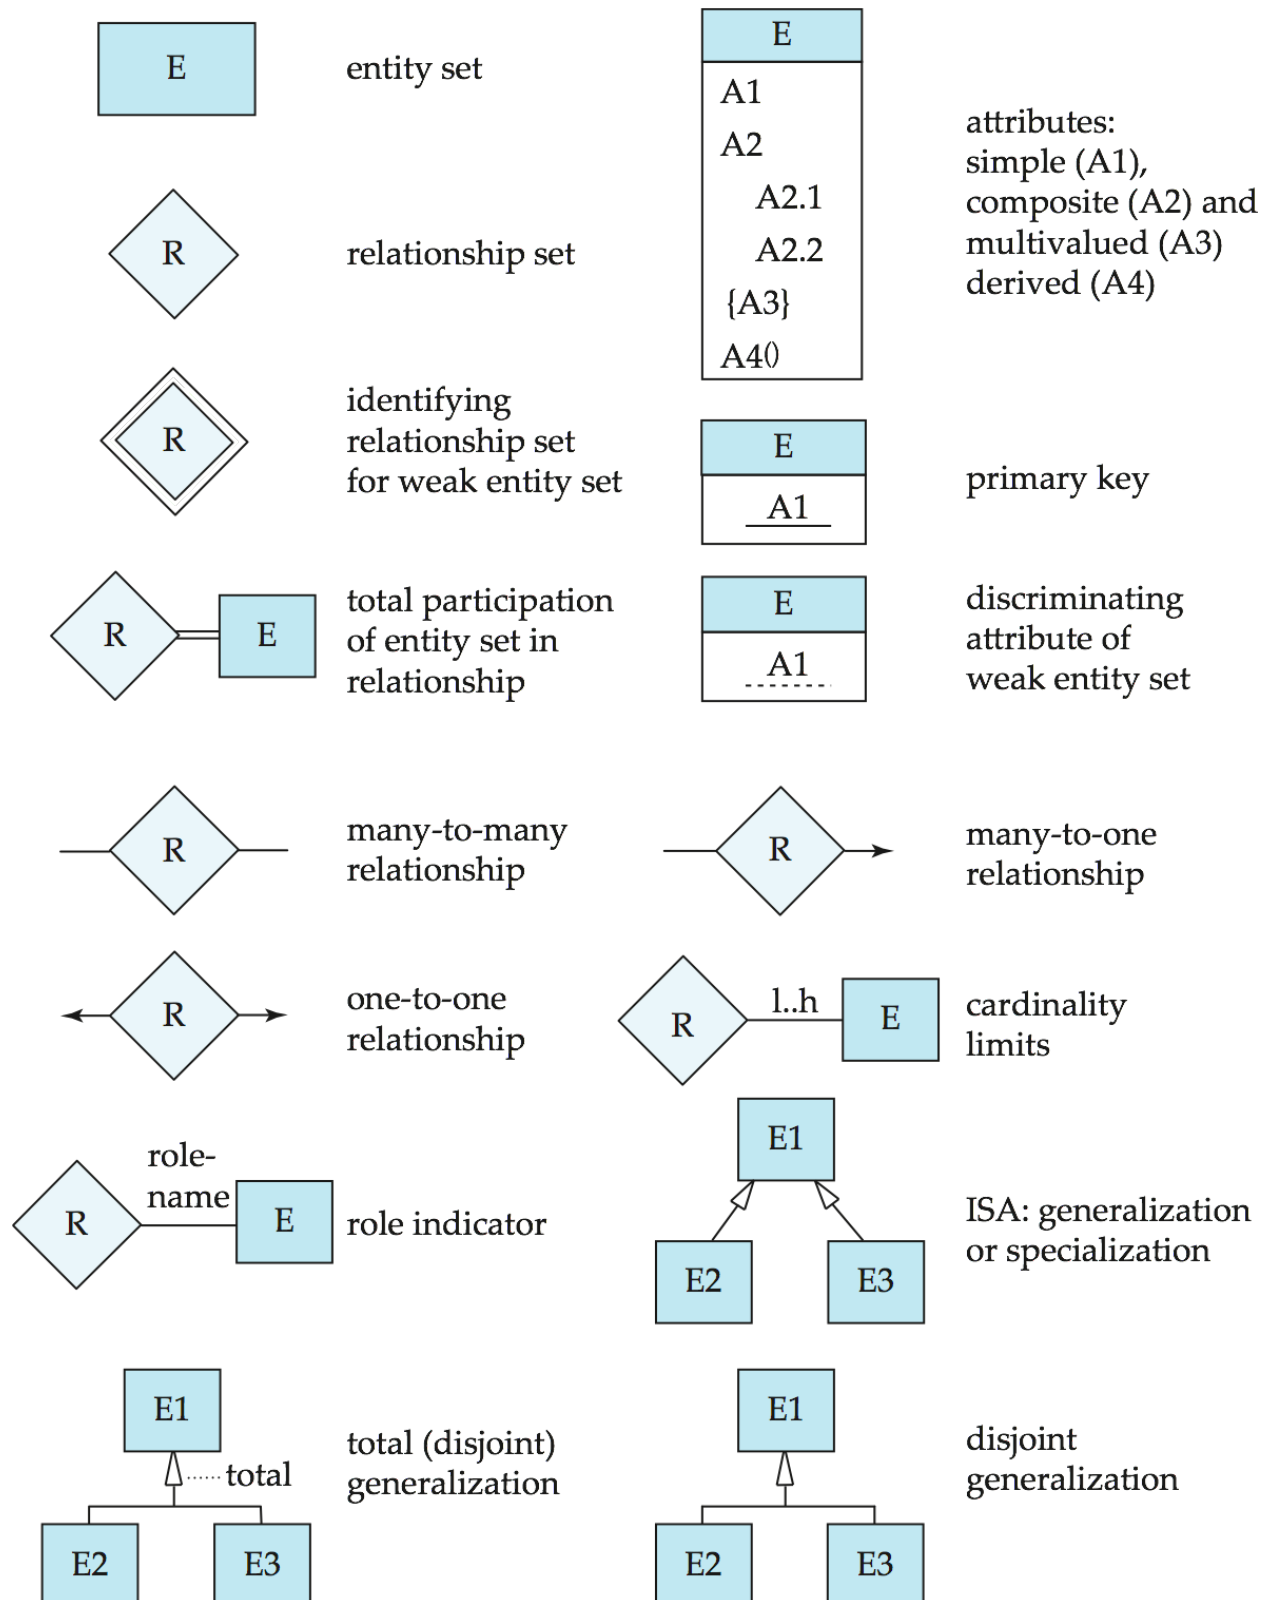 E
entity set
R
relationship set
R
identifying
relationship set
for weak entity set
R
E
total participation
of entity set in
relationship
R
many-to-many
relationship
R
one-to-one
relationship
R
role-
name
E
role indicator
E1
total
E2
E3
total (disjoint)
generalization
E
A1
A2
A2.1
A2.2
{A3}
A4()
attributes:
simple (A1),
composite (A2) and
multivalued (A3)
derived (A4)
E
A1
primary key
E
A1
discriminating
attribute of
weak entity set
R
many-to-one
relationship
R
l..h
E
cardinality
limits
E1
E2
E3
ISA: generalization
or specialization
E1
E2
E3
disjoint
generalization